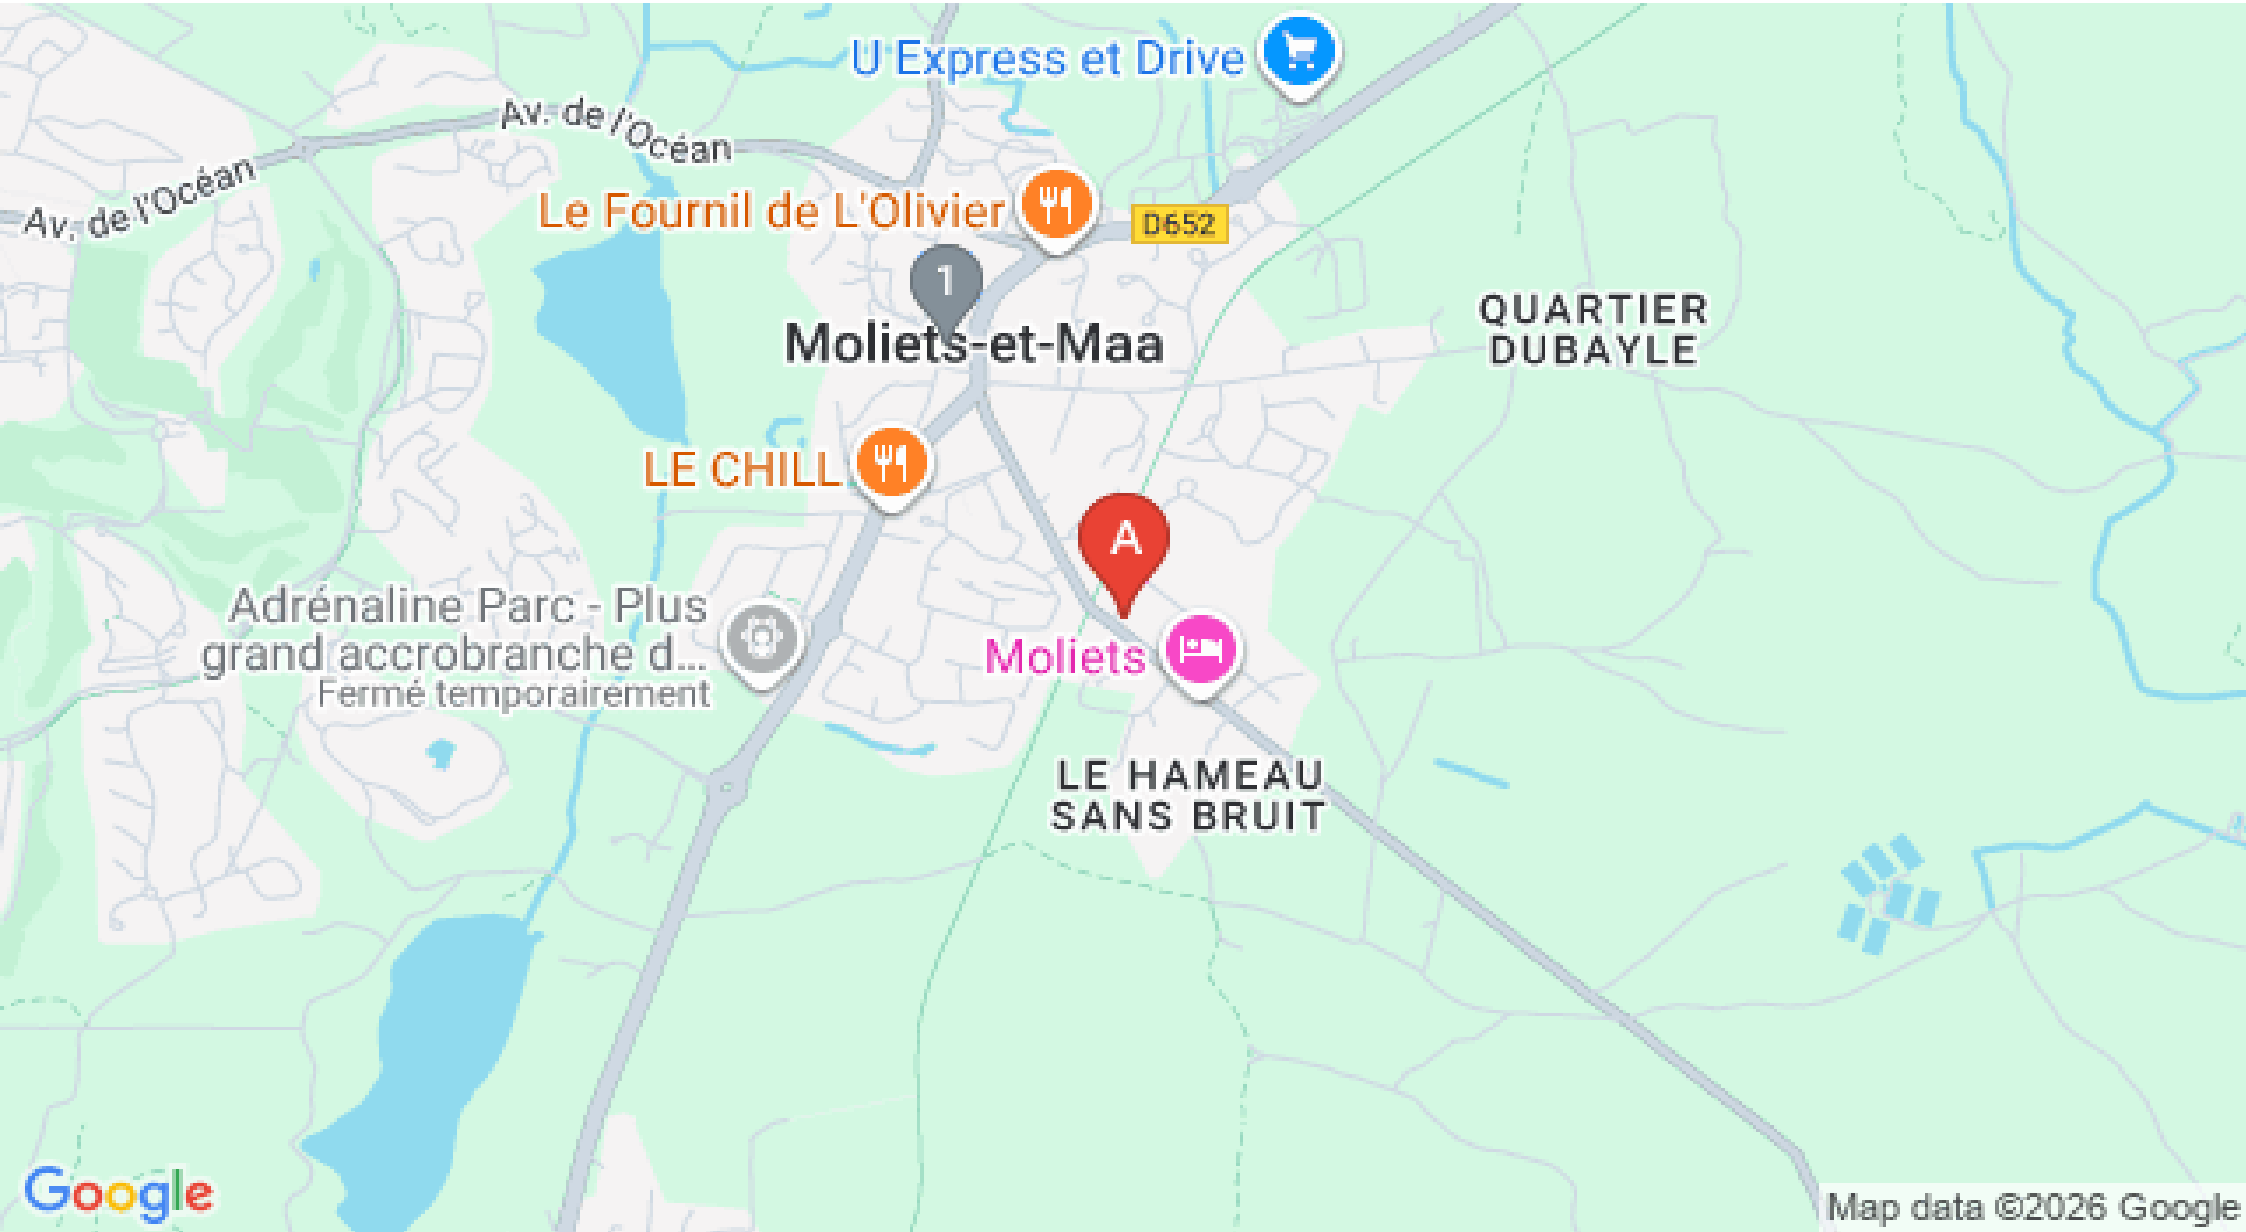 U Express et Drive
Av. de l'Océan
Av. de l'Océan
Le Fournil de L'Olivier
D652
1
Moliets-et-Maa
QUARTIER
DUBAYLE
LE CHILL
A
Adrénaline Parc - Plus
grand accrobranche d...
Fermé temporairement
Moliets
LE HAMEAU
SANS BRUIT
Google
Map data ©2026 Google